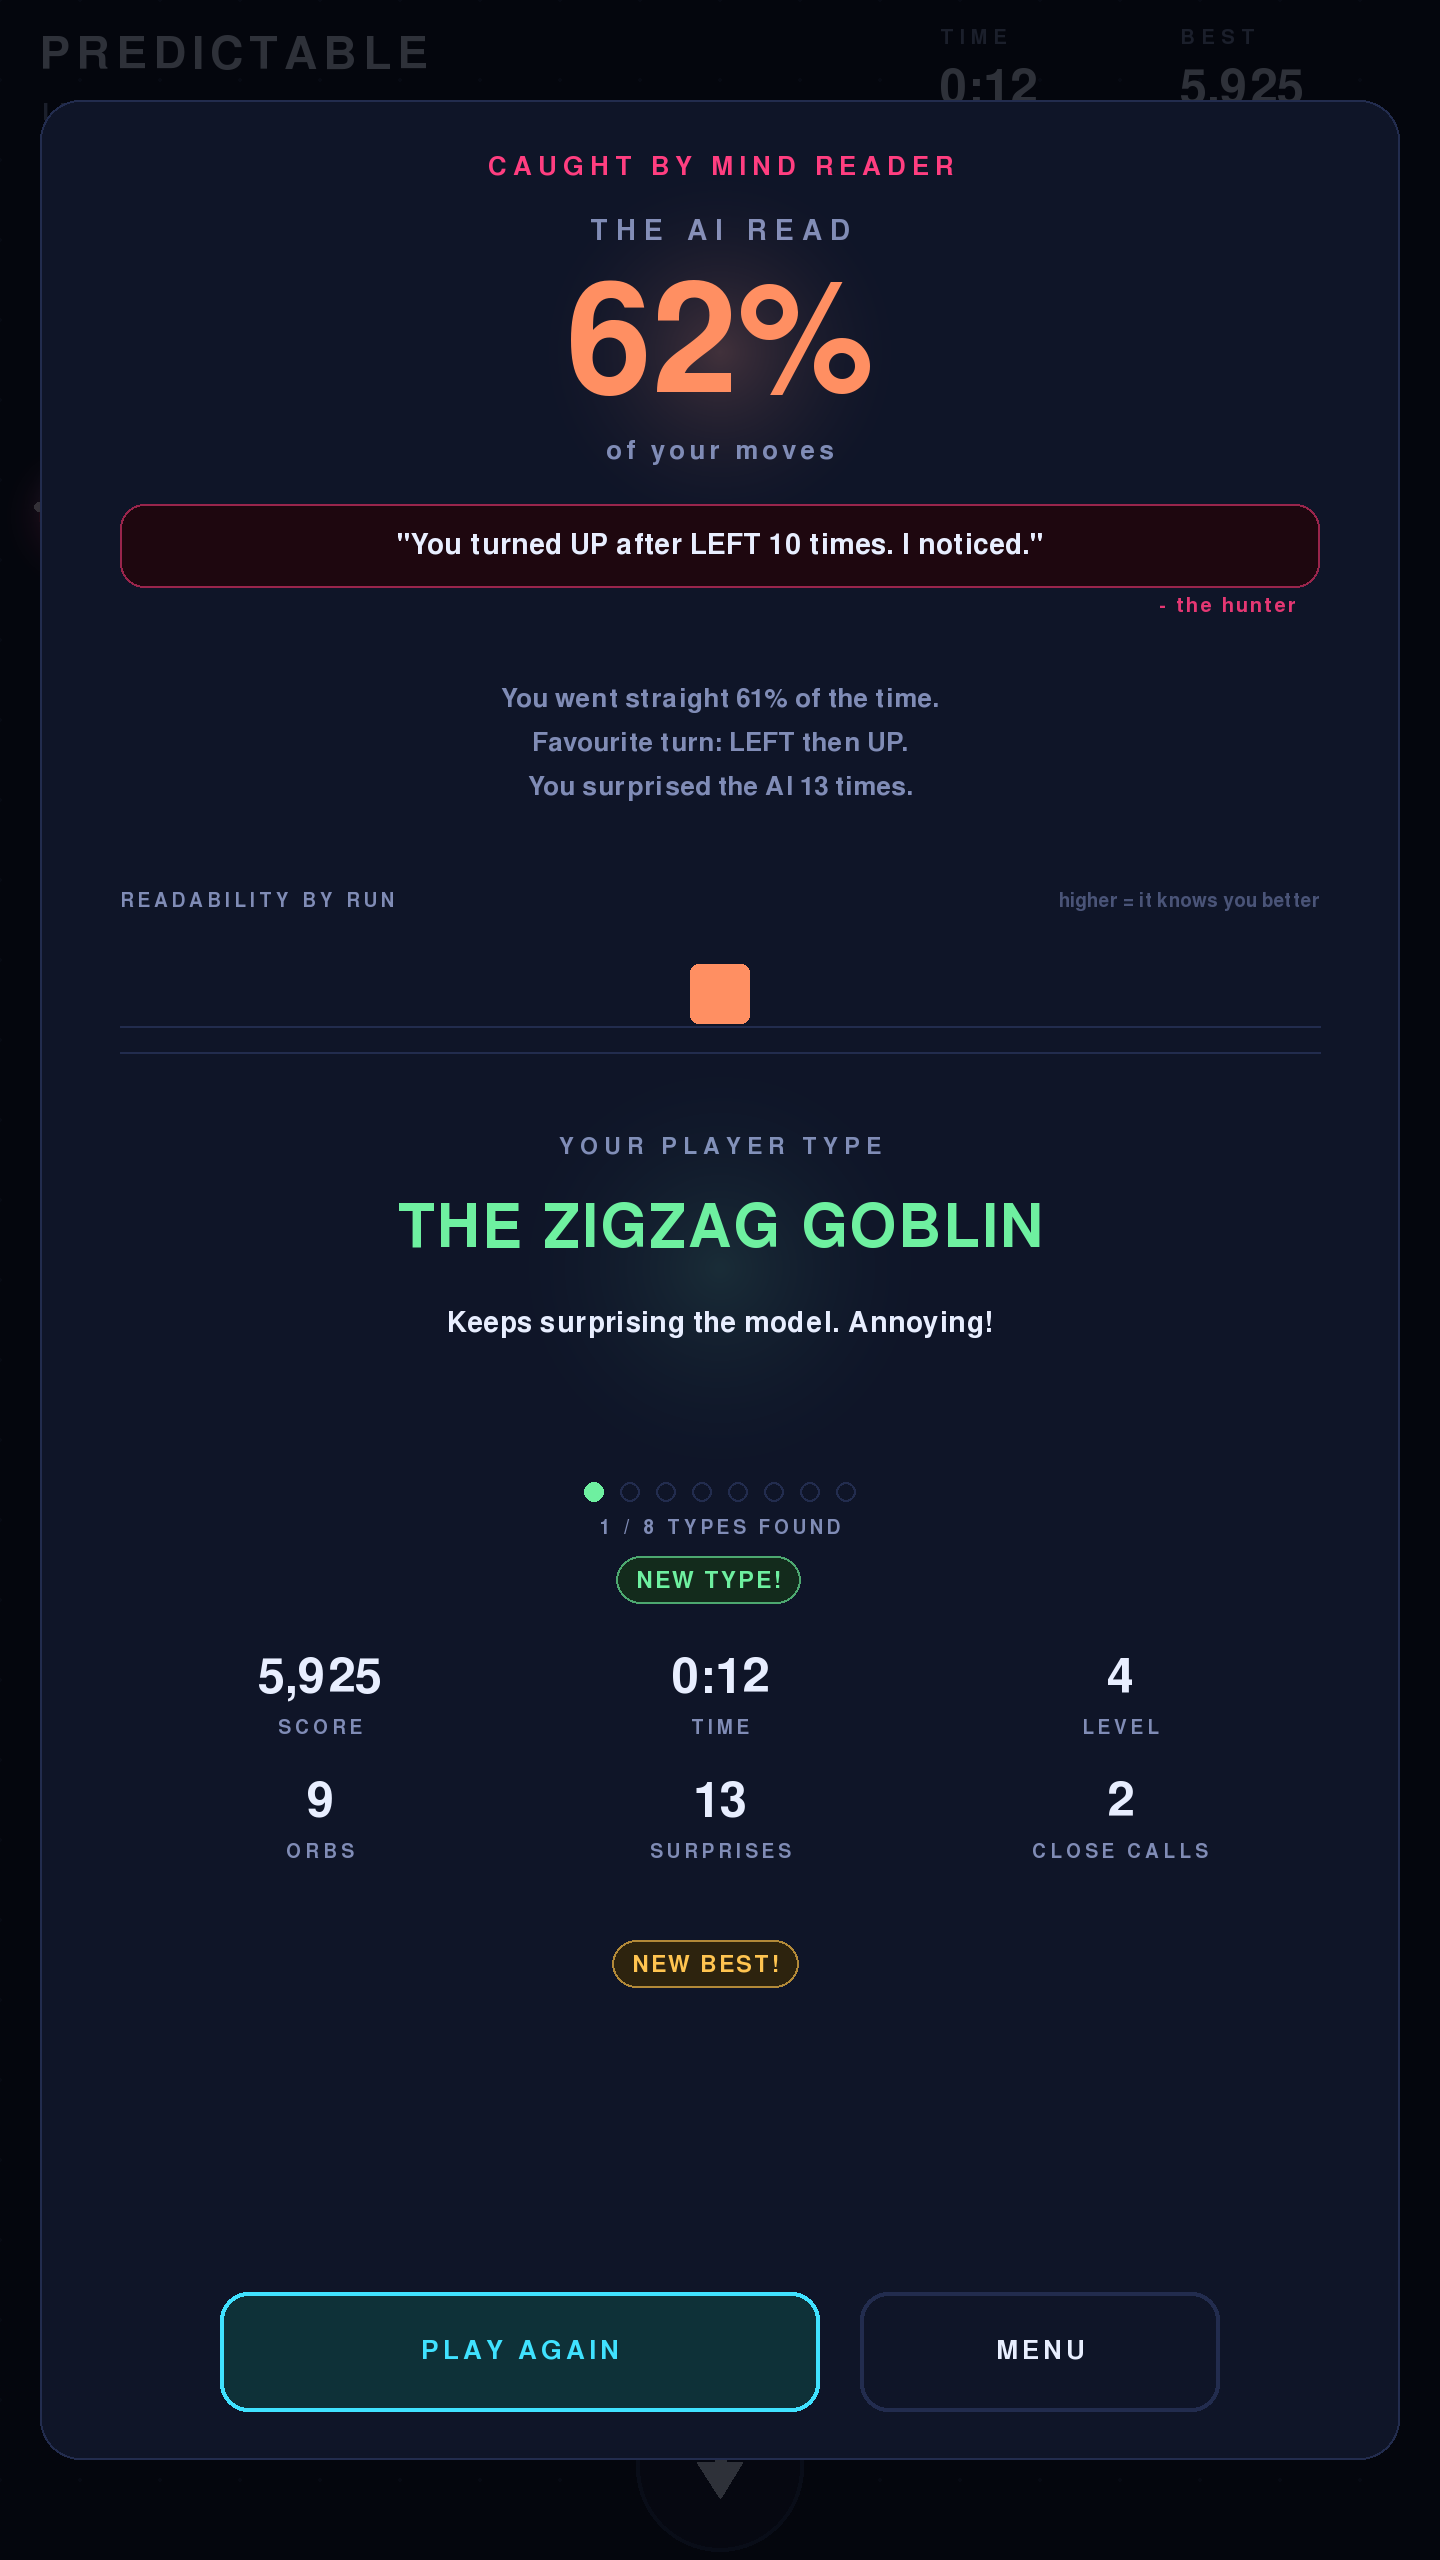 PREDICTABLE
TIME
BEST
0:12
5,925
CAUGHT BY MIND READER
THE AI READ
62%
of your moves
"You turned UP after LEFT 10 times. I noticed."
- the hunter
You went straight 61% of the time.
Favourite turn: LEFT then UP.
You surprised the AI 13 times.
READABILITY BY RUN
higher = it knows you better
YOUR PLAYER TYPE
THE ZIGZAG GOBLIN
Keeps surprising the model. Annoying!
1 / 8 TYPES FOUND
NEW TYPE!
5,925
0:12
4
SCORE
TIME
LEVEL
9
13
2
ORBS
SURPRISES
CLOSE CALLS
NEW BEST!
PLAY AGAIN
MENU